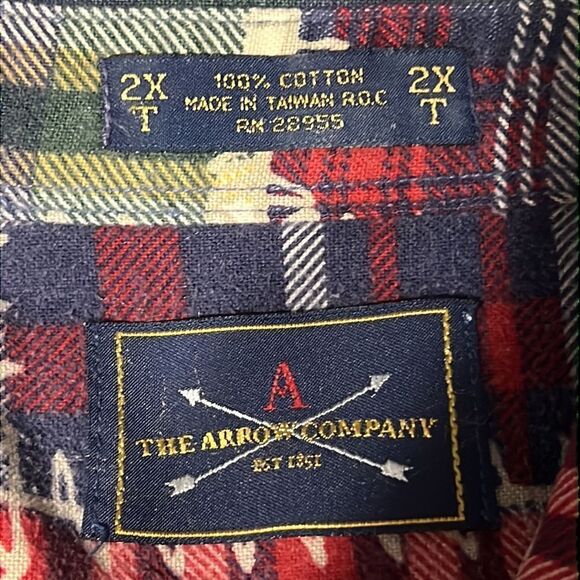 2X 100% COTTON 2X
T MADE IN TAIWAN R.O.C T
RN 28955
A
THE ARROW COMPANY
EST 1851